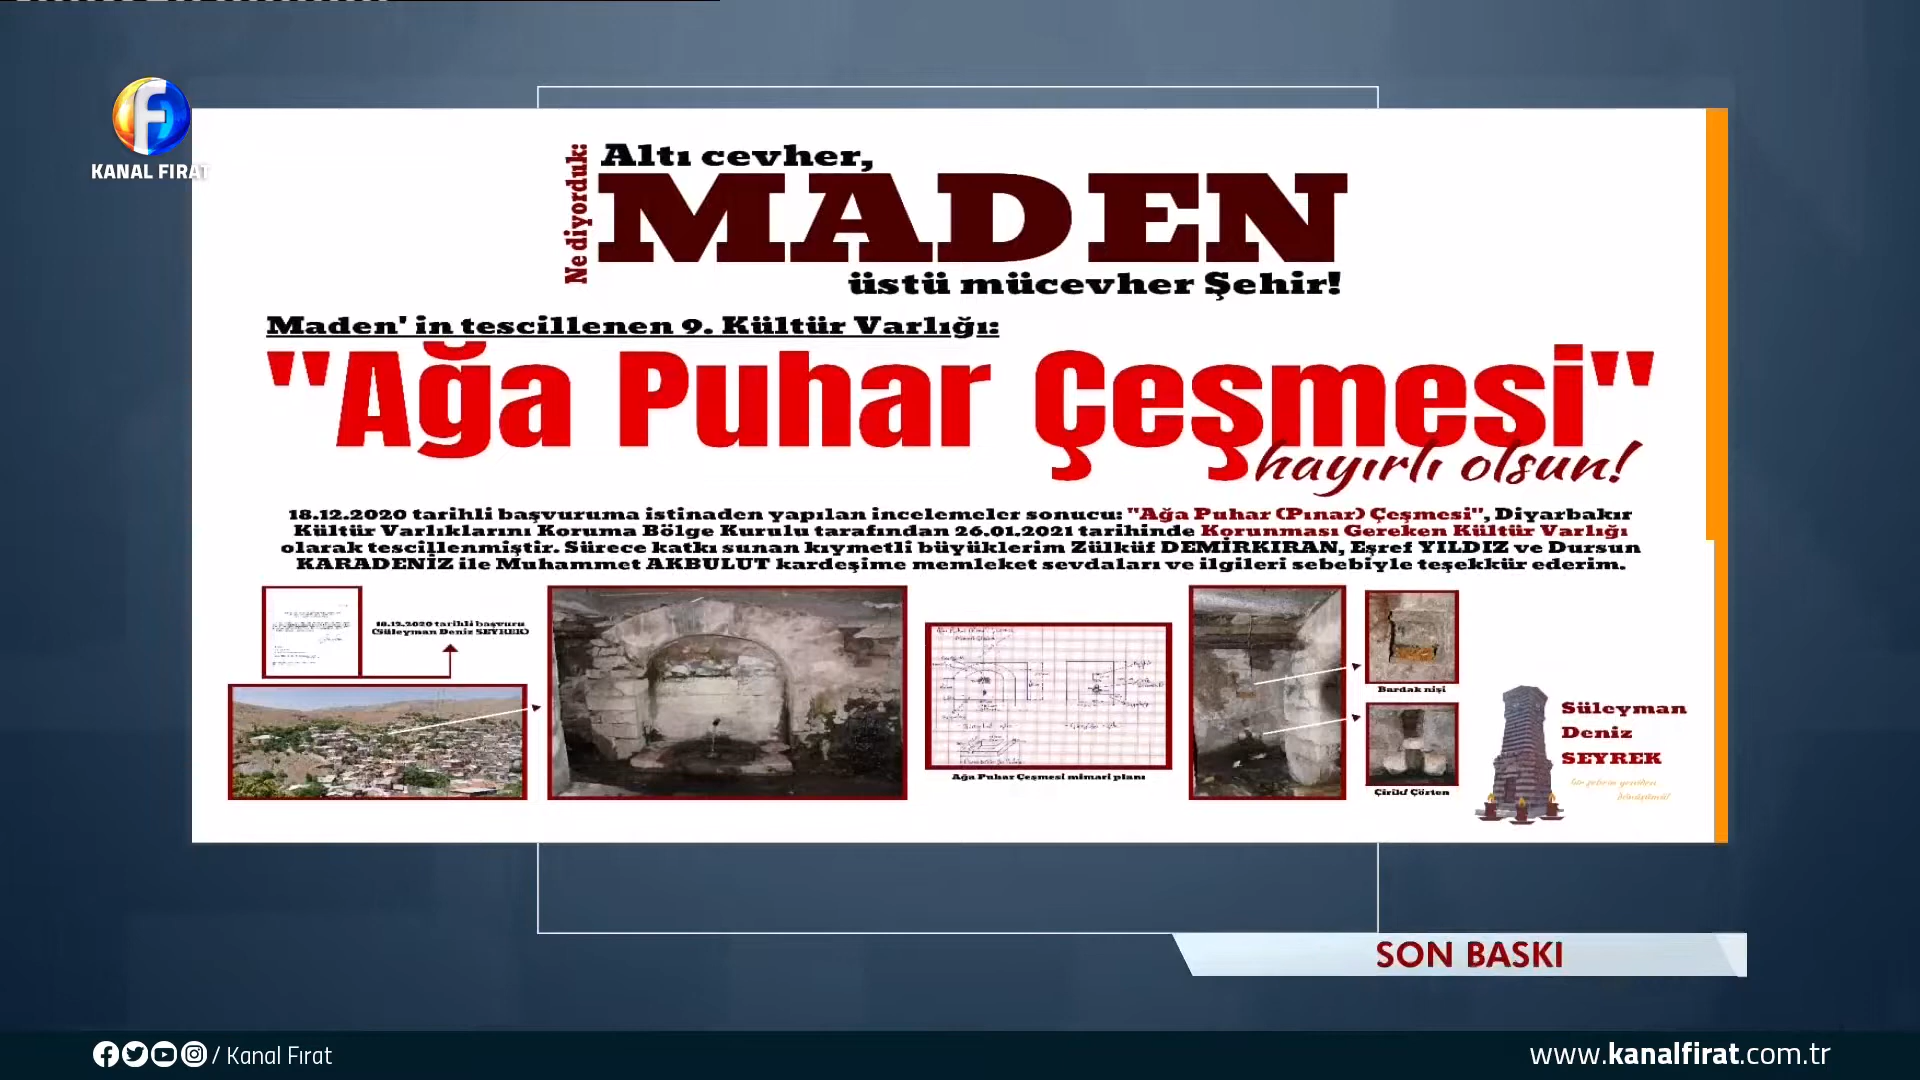 KANAL FIRAT
Ne diyorduk:
Altı cevher,
MADEN
üstü mücevher Şehir!
Maden' in tescillenen 9. Kültür Varlığı:
"Ağa Puhar Çeşmesi"
hayırlı olsun!
18.12.2020 tarihli başvuruma istinaden yapılan incelemeler sonucu: "Ağa Puhar (Pınar) Çeşmesi", Diyarbakır
Kültür Varlıklarını Koruma Bölge Kurulu tarafından 26.01.2021 tarihinde Korunması Gereken Kültür Varlığı
olarak tescillenmiştir. Sürece katkı sunan kıymetli büyüklerim Zülküf DEMİRKIRAN, Eşref YILDIZ ve Dursun
KARADENİZ ile Muhammet AKBULUT kardeşime memleket sevdaları ve ilgileri sebebiyle teşekkür ederim.
18.12.2020 tarihli başvuru
(Süleyman Deniz SEYREK)
Ağa Puhar Çeşmesi mimari planı
Bardak nişi
Çörten
Süleyman
Deniz
SEYREK
SON BASKI
/ Kanal Fırat
www.kanalfirat.com.tr